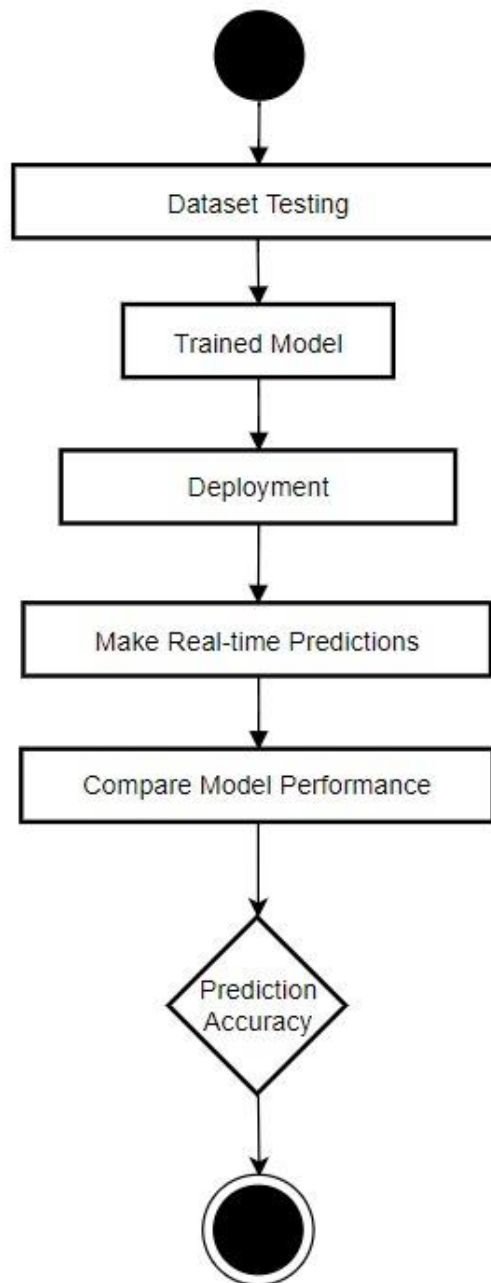 Dataset Testing
Trained Model
Deployment
Make Real-time Predictions
Compare Model Performance
Prediction
Accuracy